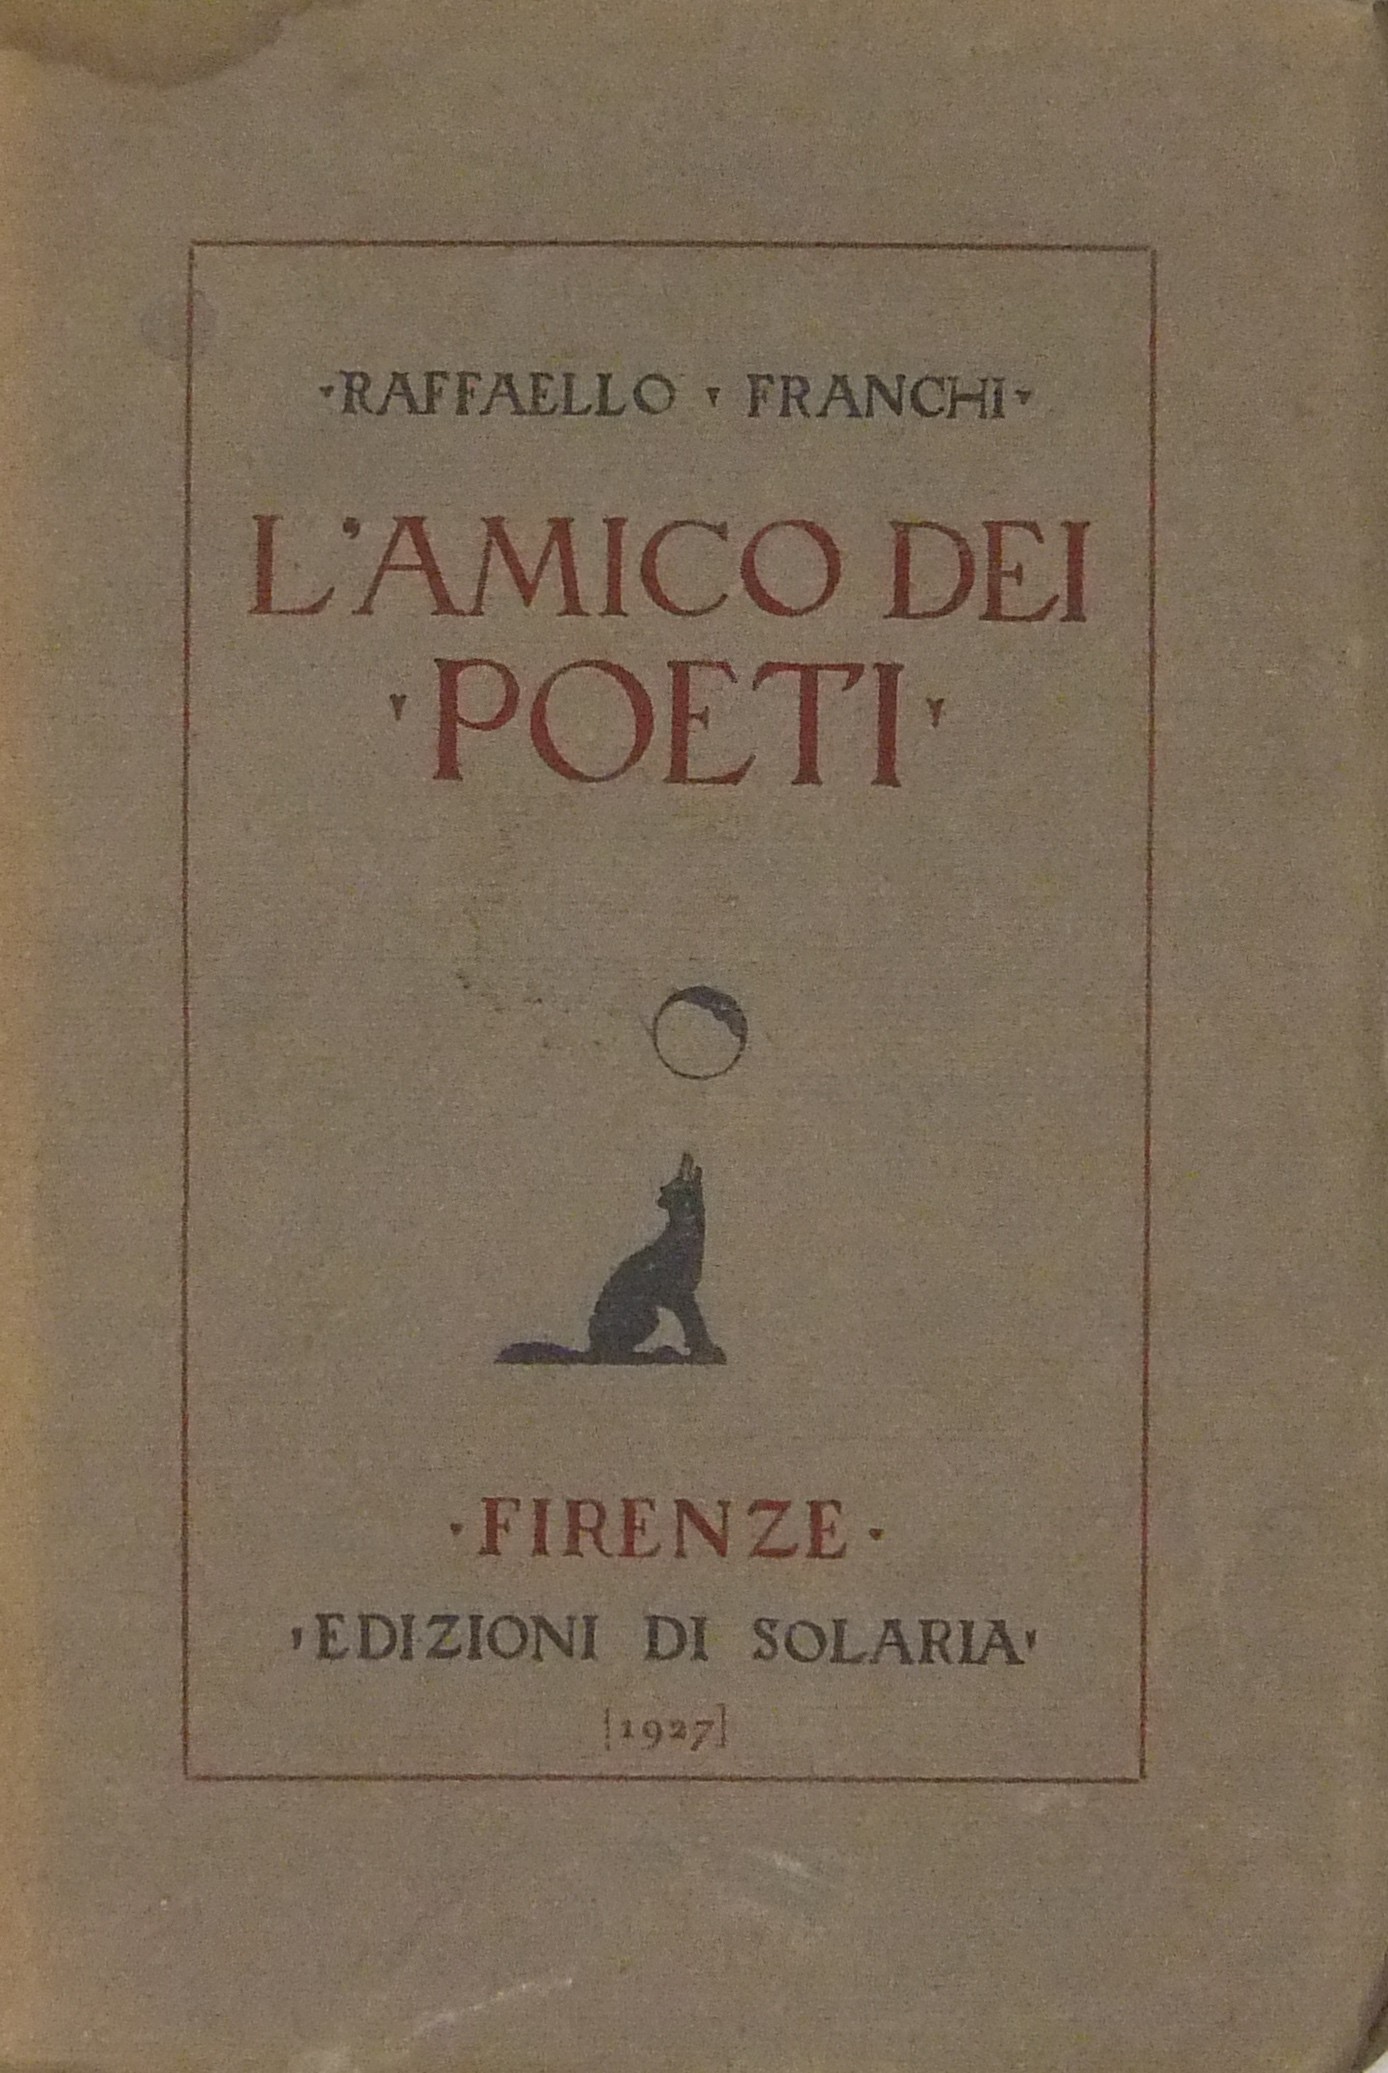 RAFFAELLO FRANCHI
L'AMICO DEI
POETI
FIRENZE
EDIZIONI DI SOLARIA
[1927]